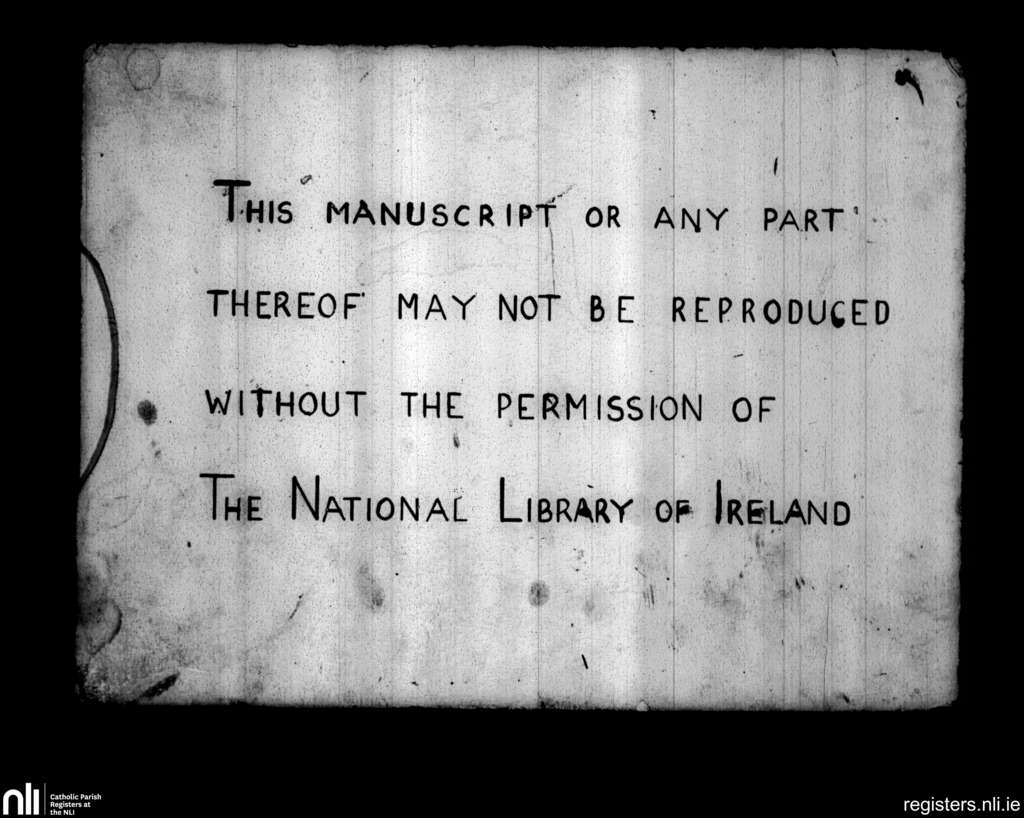 THIS MANUSCRIPT OR ANY PART
THEREOF MAY NOT BE REPRODUCED
WITHOUT THE PERMISSION OF
THE NATIONAL LIBRARY OF IRELAND
nli
Catholic Parish
Registers at
the NLI
registers.nli.ie